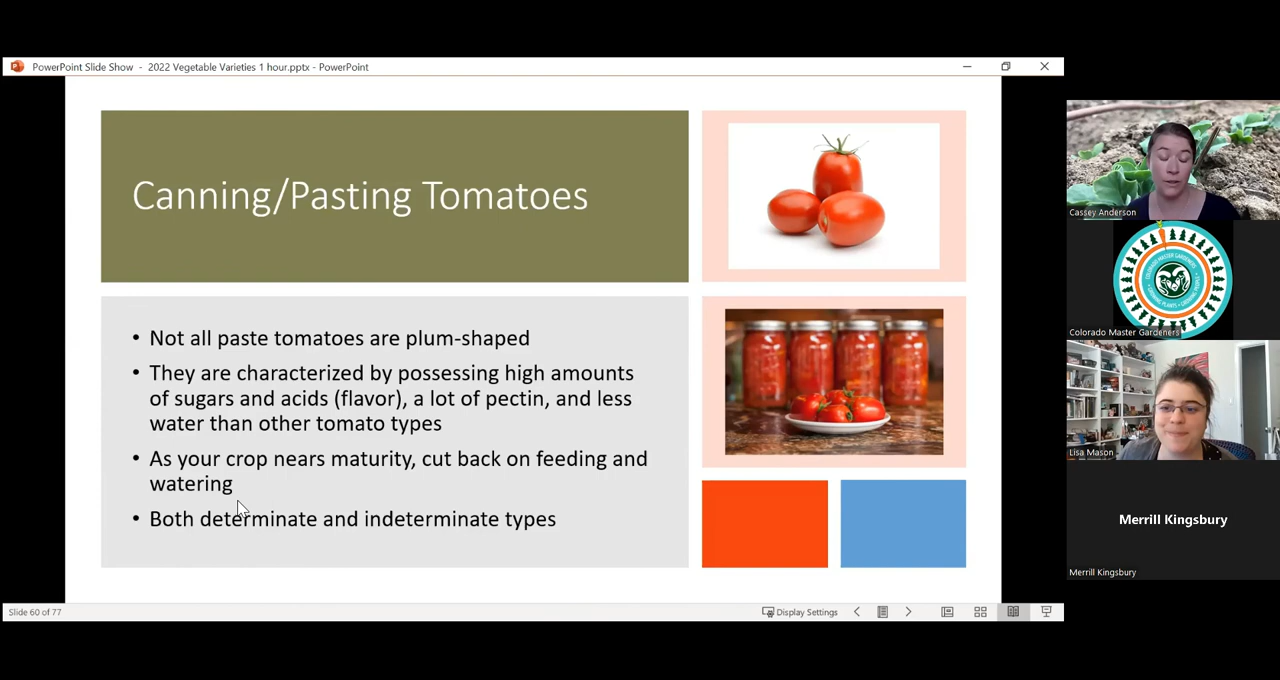 PowerPoint Slide Show - 2022 Vegetable Varieties 1 hour.pptx - PowerPoint
Canning/Pasting Tomatoes
• Not all paste tomatoes are plum-shaped
• They are characterized by possessing high amounts
of sugars and acids (flavor), a lot of pectin, and less
water than other tomato types
• As your crop nears maturity, cut back on feeding and
watering
• Both determinate and indeterminate types
Slide 60 of 77
Display Settings
Cassey Anderson
COLORADO MASTER GARDENERS
Colorado Master Gardeners
Lisa Mason
Merrill Kingsbury
Merrill Kingsbury